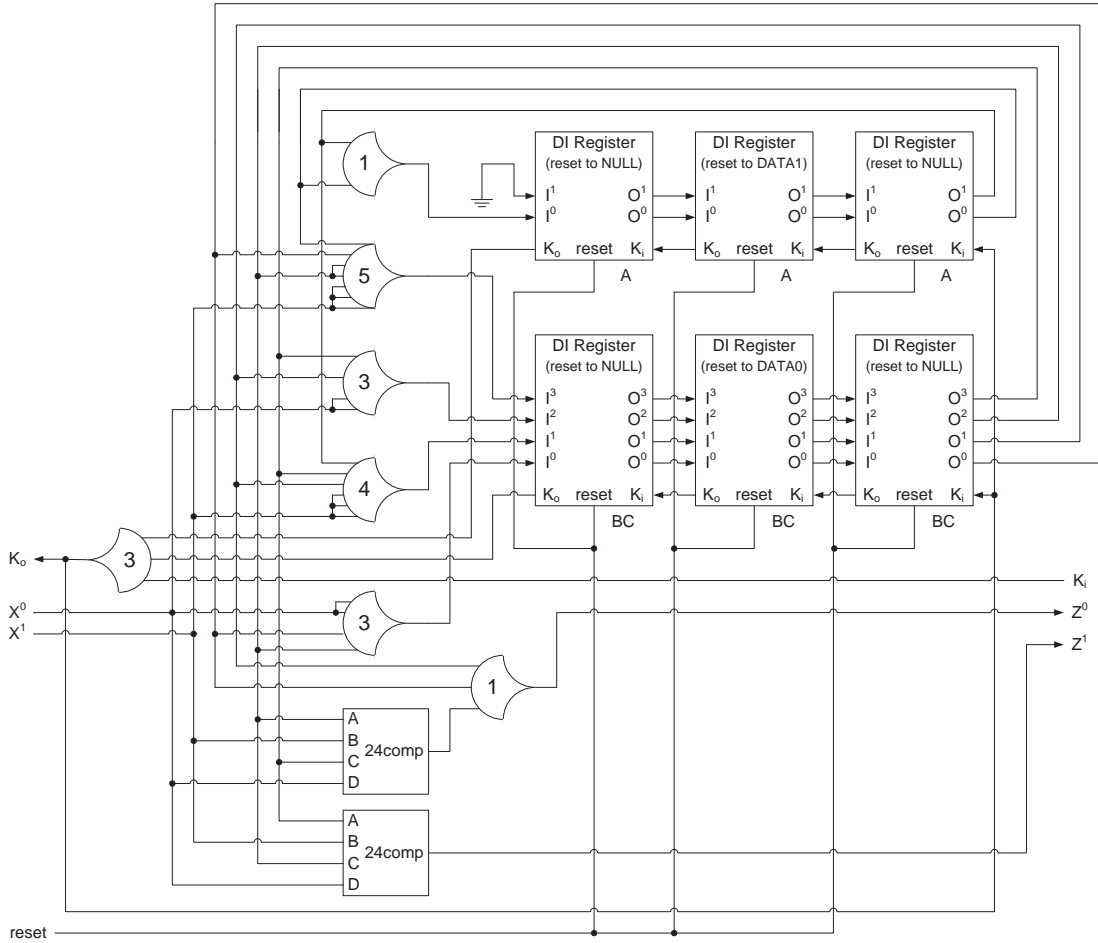 1
DI Register
(reset to NULL)
I¹ O¹
I⁰ O⁰
Kₒ reset Kᵢ
A
DI Register
(reset to DATA1)
I¹ O¹
I⁰ O⁰
Kₒ reset Kᵢ
A
DI Register
(reset to NULL)
I¹ O¹
I⁰ O⁰
Kₒ reset Kᵢ
A
5
3
4
DI Register
(reset to NULL)
I³ O³
I² O²
I¹ O¹
I⁰ O⁰
Kₒ reset Kᵢ
BC
DI Register
(reset to DATA0)
I³ O³
I² O²
I¹ O¹
I⁰ O⁰
Kₒ reset Kᵢ
BC
DI Register
(reset to NULL)
I³ O³
I² O²
I¹ O¹
I⁰ O⁰
Kₒ reset Kᵢ
BC
Kₒ
3
Kᵢ
X⁰
X¹
3
Z⁰
Z¹
1
A
B
C
D
24comp
A
B
C
D
24comp
reset